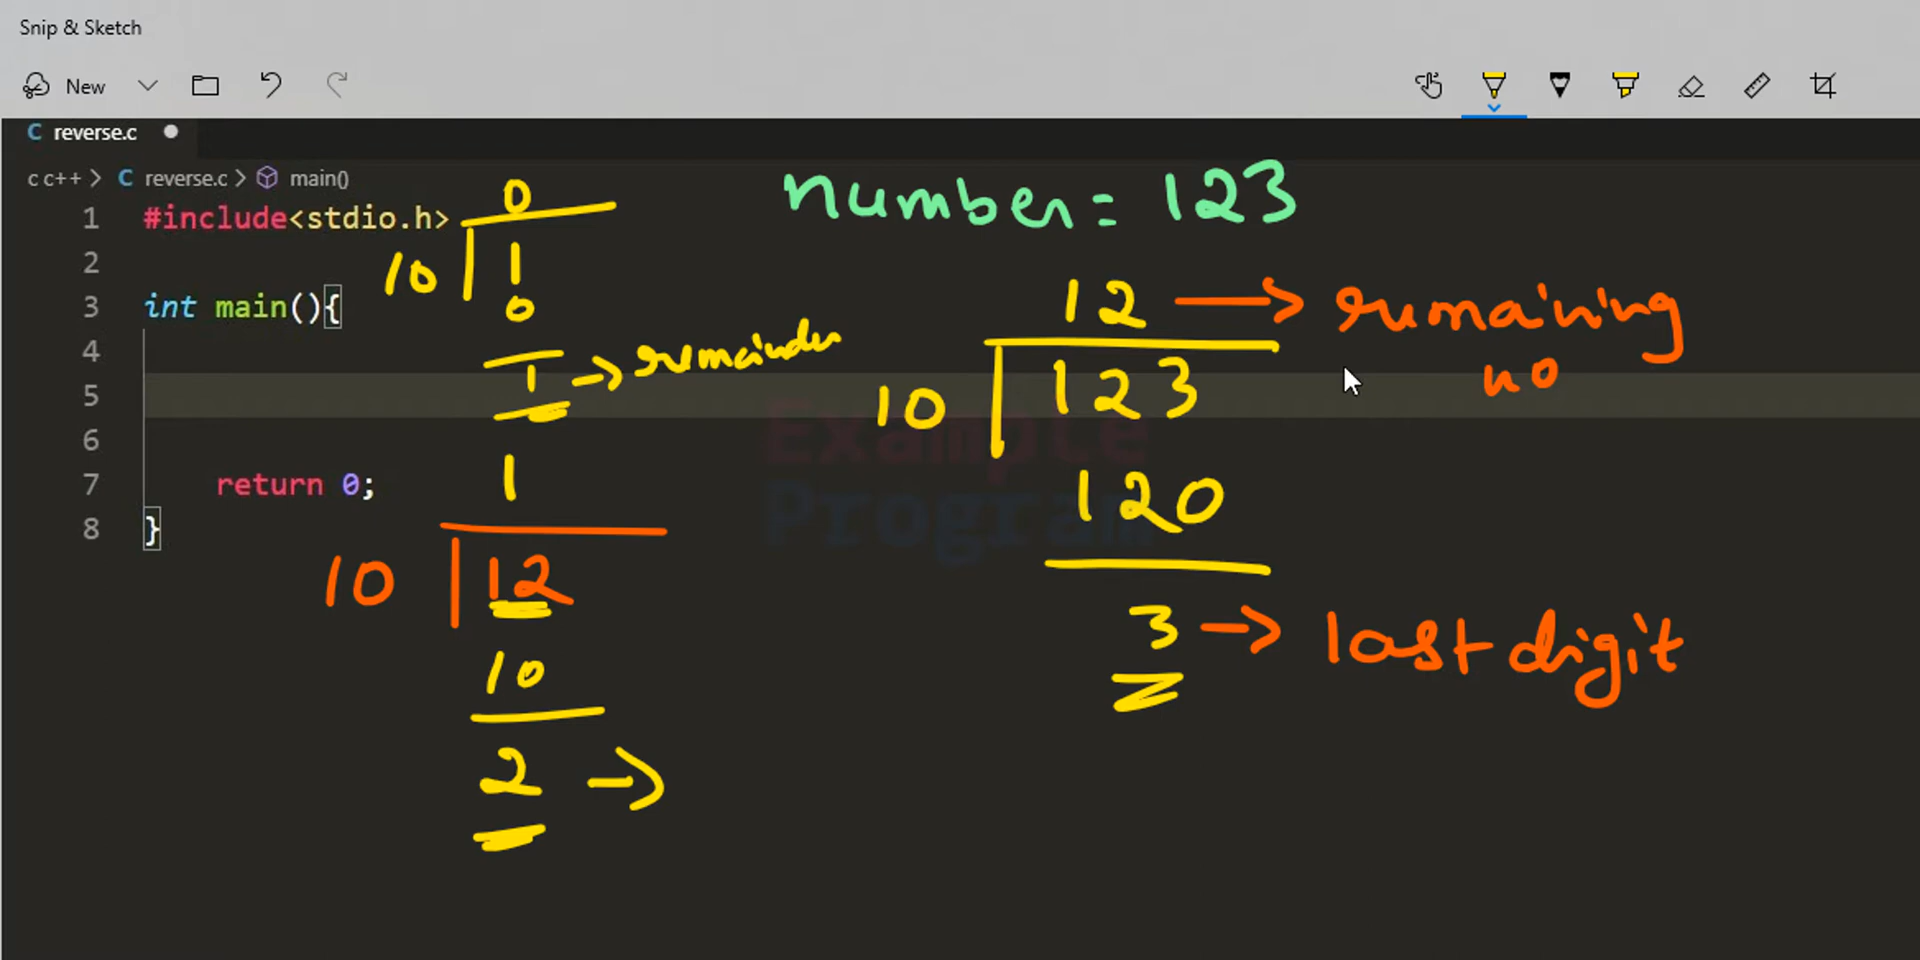 Snip & Sketch
New
C reverse.c
c c++ > C reverse.c > main()
1 #include<stdio.h>
2
3 int main(){
4
5
6
7 return 0;
8 }
number = 123
0
10 1
0
1 → remainder
12 → remaining
no
10 123
120
3 → last digit
1
10 12
10
2 →
Example
Program